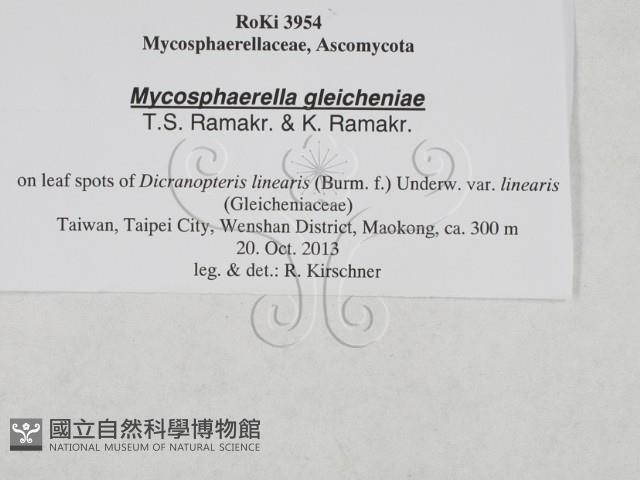 RoKi 3954
Mycosphaerellaceae, Ascomycota
Mycosphaerella gleicheniae
T.S. Ramakr. & K. Ramakr.
on leaf spots of Dicranopteris linearis (Burm. f.) Underw. var. linearis
(Gleicheniaceae)
Taiwan, Taipei City, Wenshan District, Maokong, ca. 300 m
20. Oct. 2013
leg. & det.: R. Kirschner
國立自然科學博物館
NATIONAL MUSEUM OF NATURAL SCIENCE